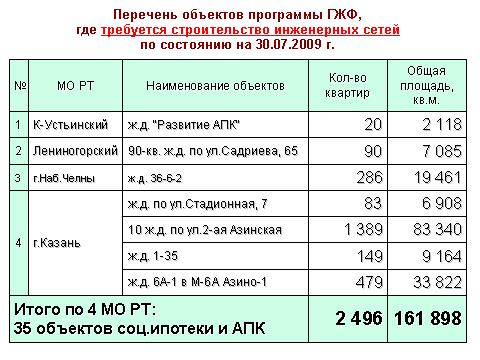 Перечень объектов программы ГЖФ,
где требуется строительство инженерных сетей
по состоянию на 30.07.2009 г.
№ МО РТ Наименование объектов Кол-во квартир Общая площадь, кв.м.
1 К-Устьинский ж.д. "Развитие АПК" 20 2 118
2 Лениногорский 90-кв. ж.д. по ул.Садриева, 65 90 7 085
3 г.Наб.Челны ж.д. 36-6-2 286 19 461
4 г.Казань ж.д. по ул.Стадионная, 7 83 6 908
10 ж.д. по ул.2-ая Азинская 1 389 83 340
ж.д. 1-35 149 9 164
ж.д. 6А-1 в М-6А Азино-1 479 33 822
Итого по 4 МО РТ:
35 объектов соц.ипотеки и АПК 2 496 161 898